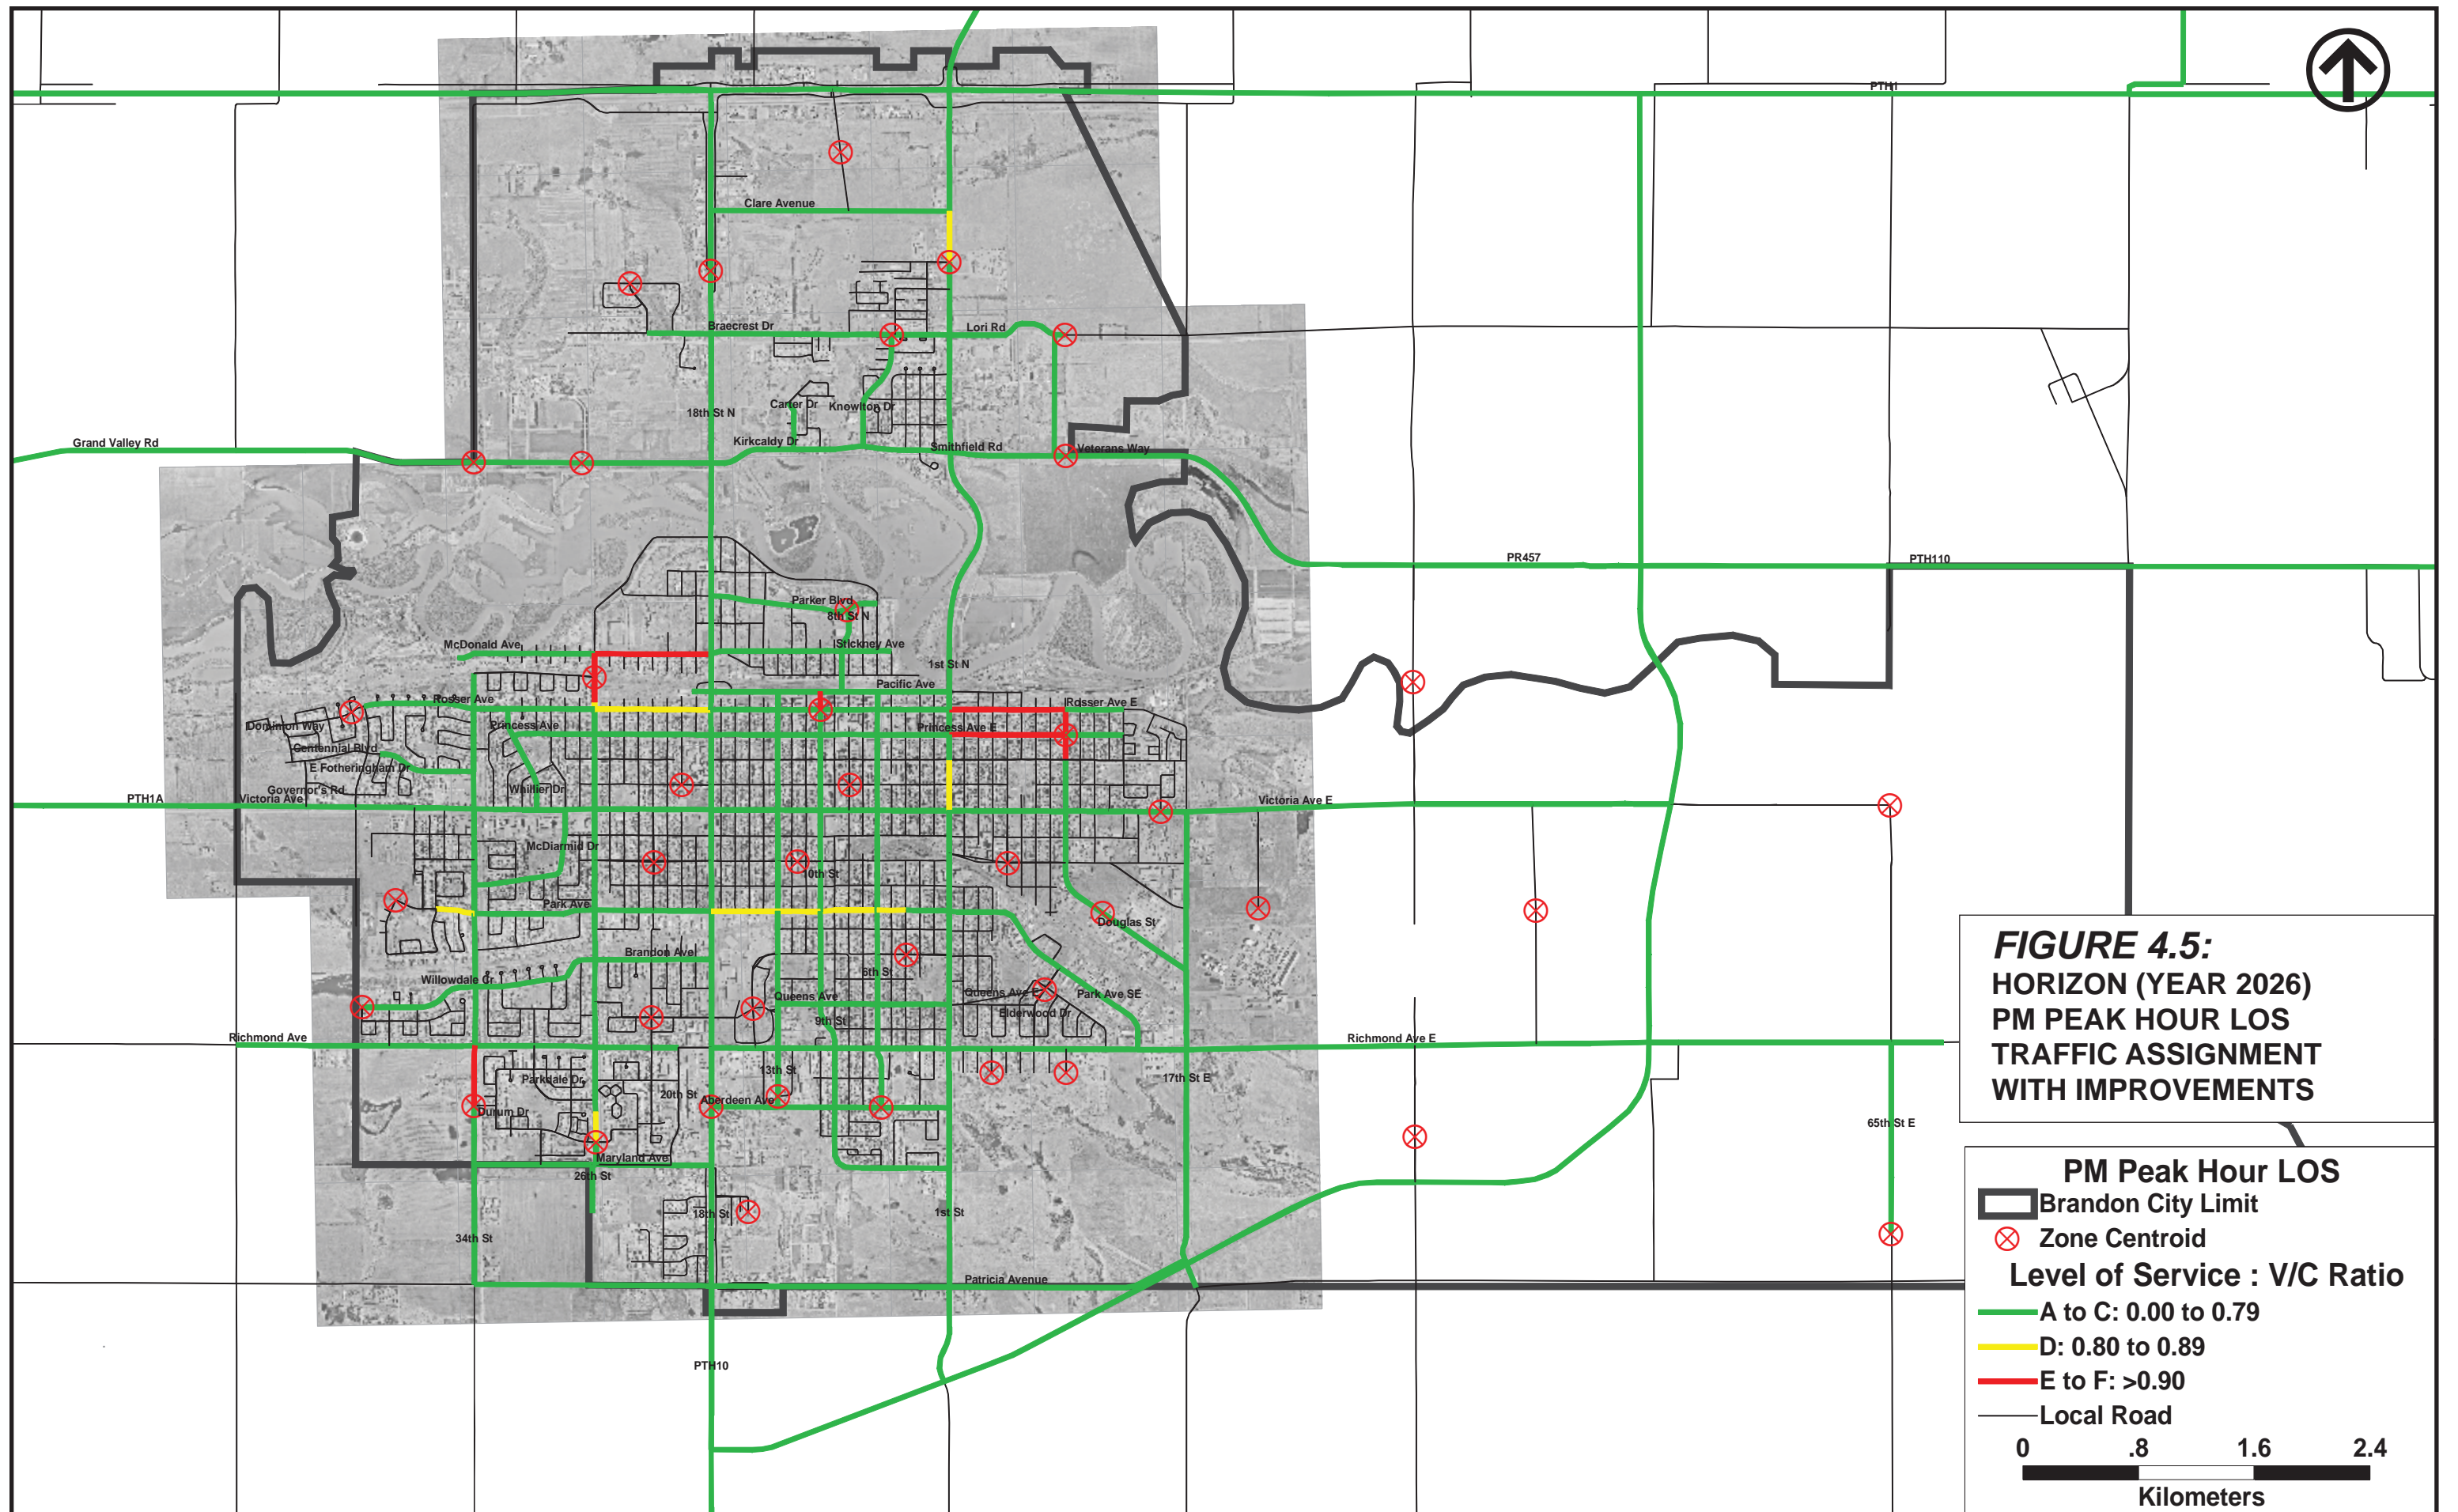 PTH1
Clare Avenue
Braecrest Dr
Lori Rd
18th St N
Carter Dr
Knowlton Dr
Grand Valley Rd
Kirkcaldy Dr
Smithfield Rd
Veterans Way
PR457
PTH110
Parker Blvd
8th St N
McDonald Ave
Stickney Ave
1st St N
Pacific Ave
Rosser Ave
Rosser Ave E
Dominion Way
Princess Ave
Princess Ave E
Centennial Blvd
E Fotheringham Dr
Governor's Rd
Whillier Dr
PTH1A
Victoria Ave
Victoria Ave E
McDiarmid Dr
10th St
Park Ave
Douglas St
Brandon Ave
6th St
Willowdale Cr
Queens Ave
Queens Ave E
Park Ave SE
9th St
Elderwood Dr
Richmond Ave
Richmond Ave E
13th St
Parkdale Dr
17th St E
20th St
Aberdeen Ave
Durum Dr
65th St E
Maryland Ave
26th St
18th St
1st St
34th St
Patricia Avenue
PTH10
FIGURE 4.5:
HORIZON (YEAR 2026)
PM PEAK HOUR LOS
TRAFFIC ASSIGNMENT
WITH IMPROVEMENTS
PM Peak Hour LOS
Brandon City Limit
Zone Centroid
Level of Service : V/C Ratio
A to C: 0.00 to 0.79
D: 0.80 to 0.89
E to F: >0.90
Local Road
0 .8 1.6 2.4
Kilometers